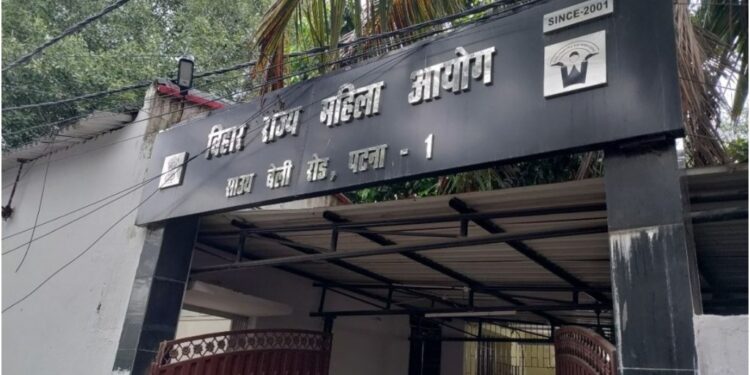 SINCE-2001
बिहार राज्य महिला आयोग
साउथ बेली रोड, पटना - 1